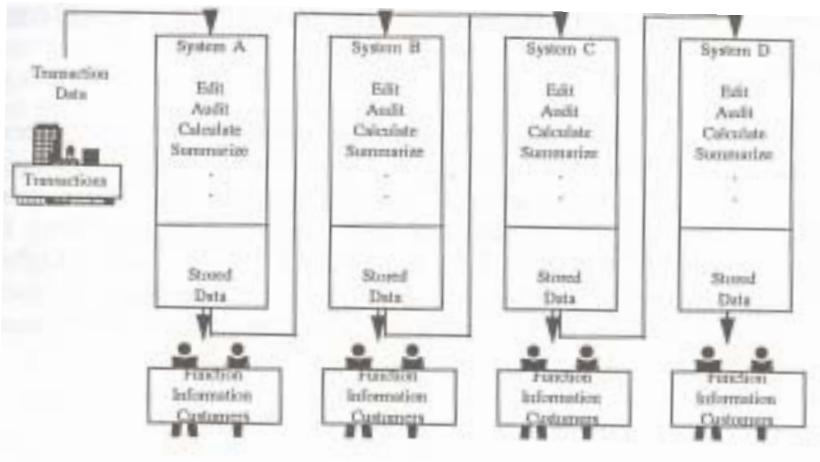 Transaction
Data
Transactions
System A
Edit
Audit
Calculate
Summarize
Stored
Data
Function
Information
Customers
System B
Edit
Audit
Calculate
Summarize
Stored
Data
Function
Information
Customers
System C
Edit
Audit
Calculate
Summarize
Stored
Data
Function
Information
Customers
System D
Edit
Audit
Calculate
Summarize
Stored
Data
Function
Information
Customers